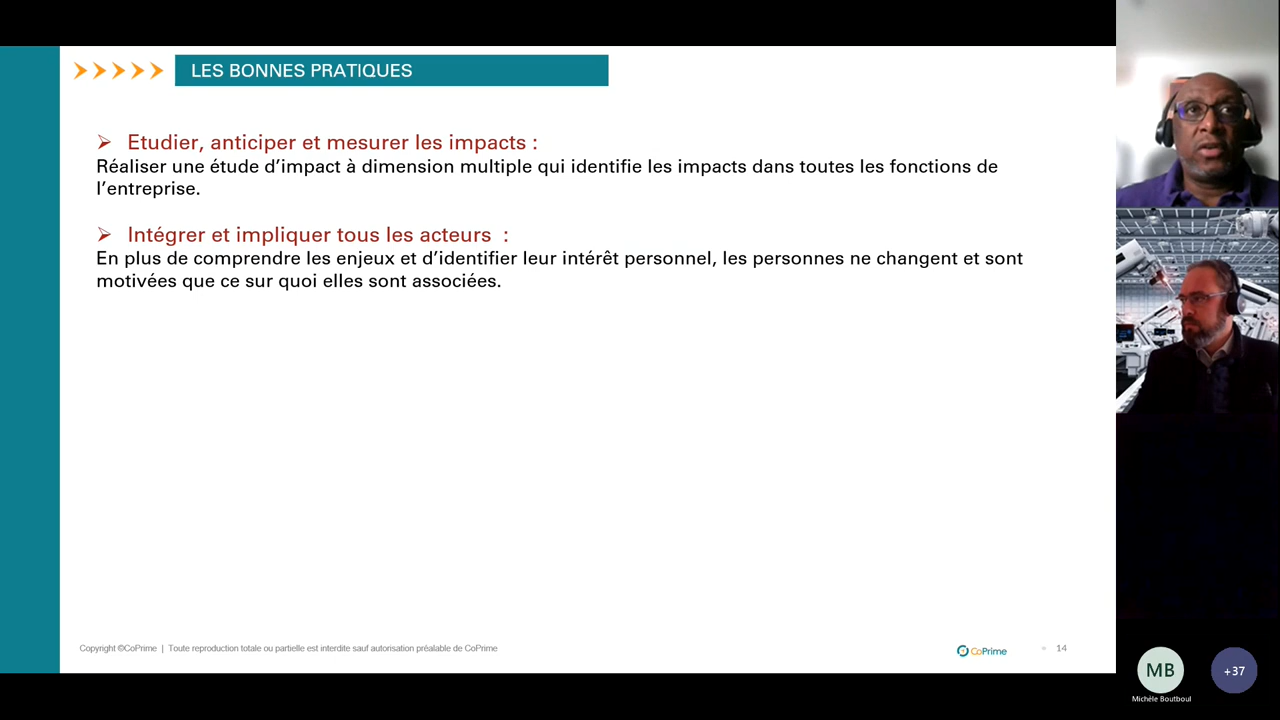 LES BONNES PRATIQUES
Etudier, anticiper et mesurer les impacts :
Réaliser une étude d’impact à dimension multiple qui identifie les impacts dans toutes les fonctions de
l’entreprise.
Intégrer et impliquer tous les acteurs  :
En plus de comprendre les enjeux et d’identifier leur intérêt personnel, les personnes ne changent et sont
motivées que ce sur quoi elles sont associées.
Copyright ©CoPrime | Toute reproduction totale ou partielle est interdite sauf autorisation préalable de CoPrime
CoPrime
14
MB
+37
Michéle Boutboul